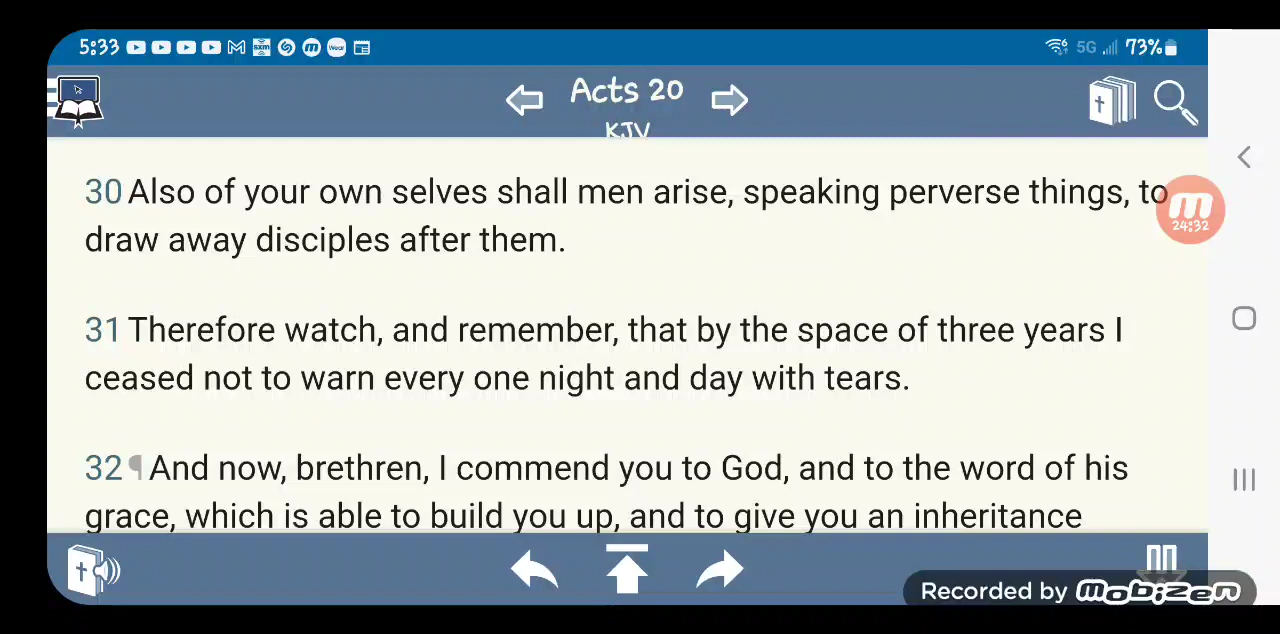 5:33 5G 73%
Acts 20
KJV
30 Also of your own selves shall men arise, speaking perverse things, to
draw away disciples after them.
24:32
31 Therefore watch, and remember, that by the space of three years I
ceased not to warn every one night and day with tears.
32 ¶ And now, brethren, I commend you to God, and to the word of his
grace, which is able to build you up, and to give you an inheritance
Recorded by mobizen